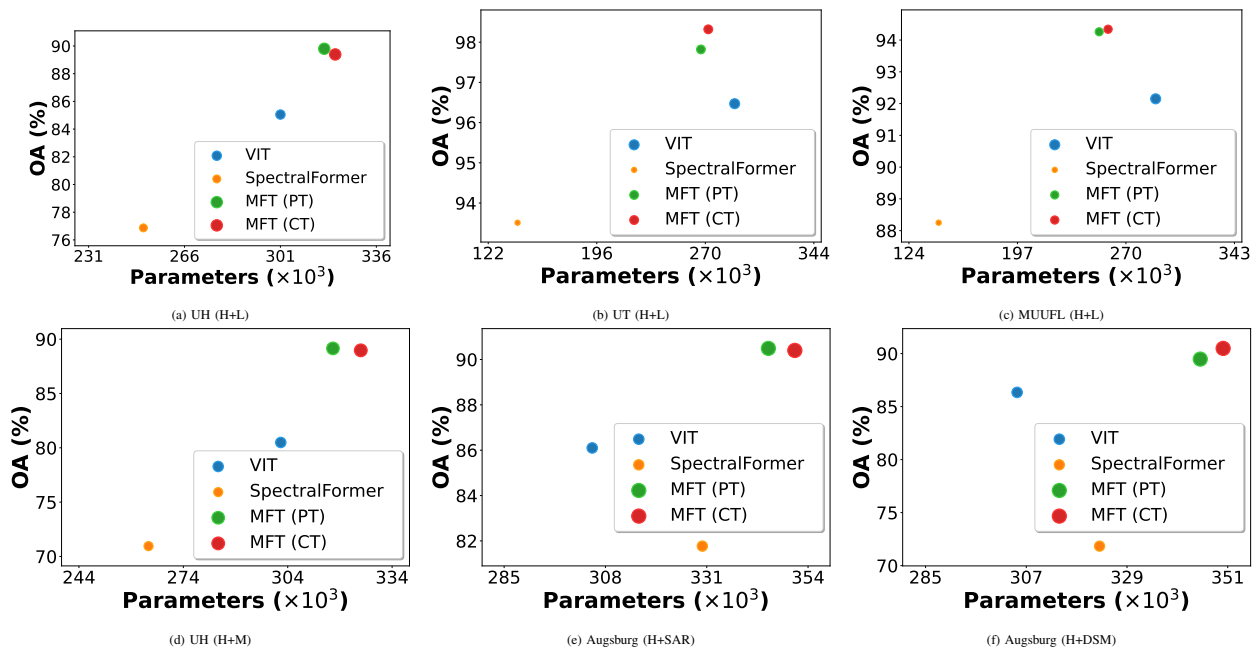 OA (%)
90
88
86
84
82
80
78
76
231 266 301 336
Parameters (×10³)
VIT
SpectralFormer
MFT (PT)
MFT (CT)
(a) UH (H+L)
OA (%)
98
97
96
95
94
122 196 270 344
Parameters (×10³)
VIT
SpectralFormer
MFT (PT)
MFT (CT)
(b) UT (H+L)
OA (%)
94
93
92
91
90
89
88
124 197 270 343
Parameters (×10³)
VIT
SpectralFormer
MFT (PT)
MFT (CT)
(c) MUUFL (H+L)
OA (%)
90
85
80
75
70
244 274 304 334
Parameters (×10³)
VIT
SpectralFormer
MFT (PT)
MFT (CT)
(d) UH (H+M)
OA (%)
90
88
86
84
82
285 308 331 354
Parameters (×10³)
VIT
SpectralFormer
MFT (PT)
MFT (CT)
(e) Augsburg (H+SAR)
OA (%)
90
85
80
75
70
285 307 329 351
Parameters (×10³)
VIT
SpectralFormer
MFT (PT)
MFT (CT)
(f) Augsburg (H+DSM)